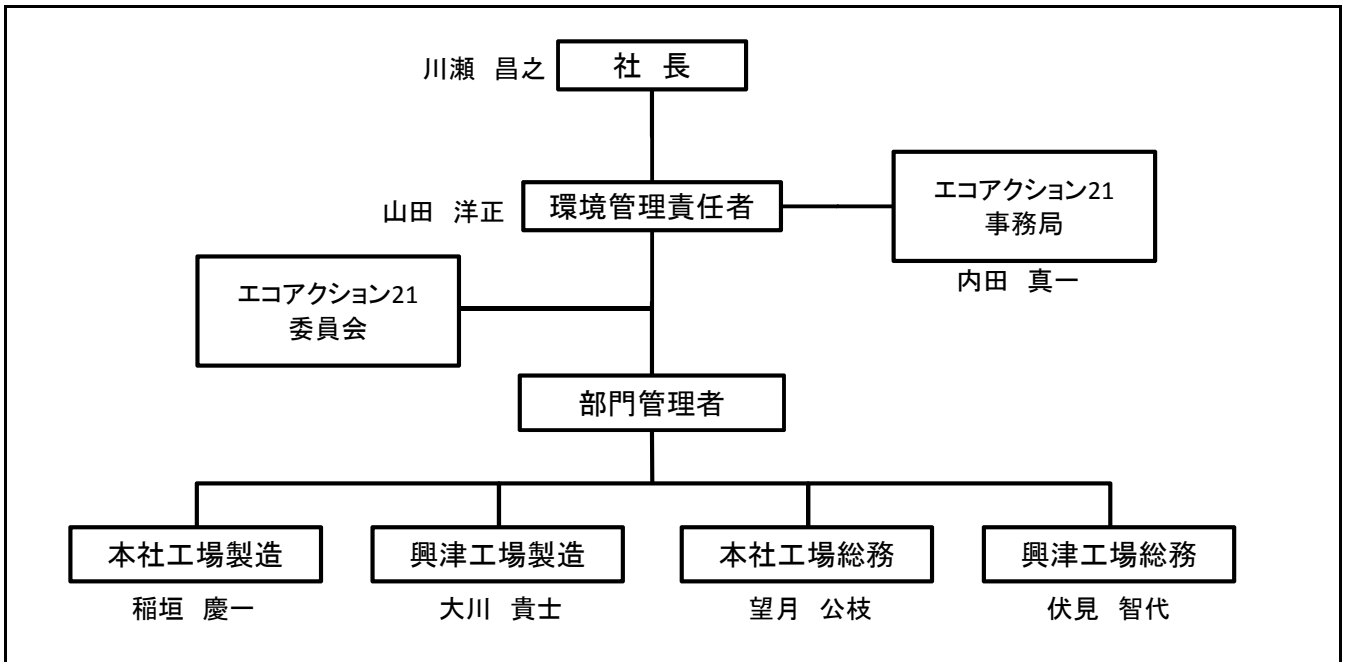 川瀬　昌之
社　長
エコアクション21
事務局
山田　洋正
環境管理責任者
内田　真一
エコアクション21
委員会
部門管理者
本社工場製造
興津工場製造
本社工場総務
興津工場総務
稲垣　慶一
大川　貴士
望月　公枝
伏見　智代